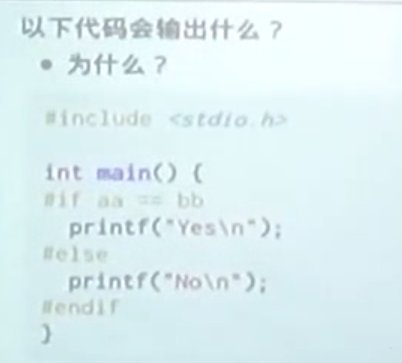 以下代码会输出什么？
• 为什么？
#include <stdio.h>
int main() {
#if aa == bb
printf("Yes\n");
#else
printf("No\n");
#endif
}